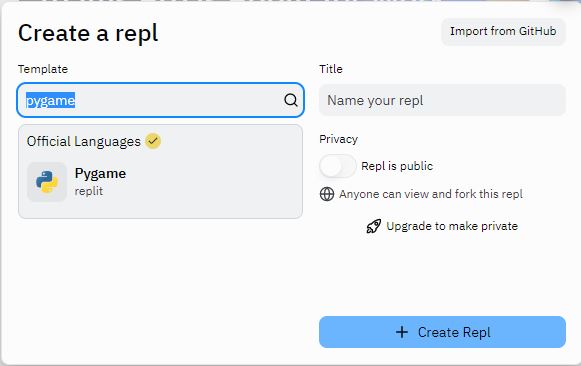 Create a repl
Import from GitHub
Template
pygame
Official Languages
Pygame
replit
Title
Name your repl
Privacy
Repl is public
Anyone can view and fork this repl
Upgrade to make private
+ Create Repl